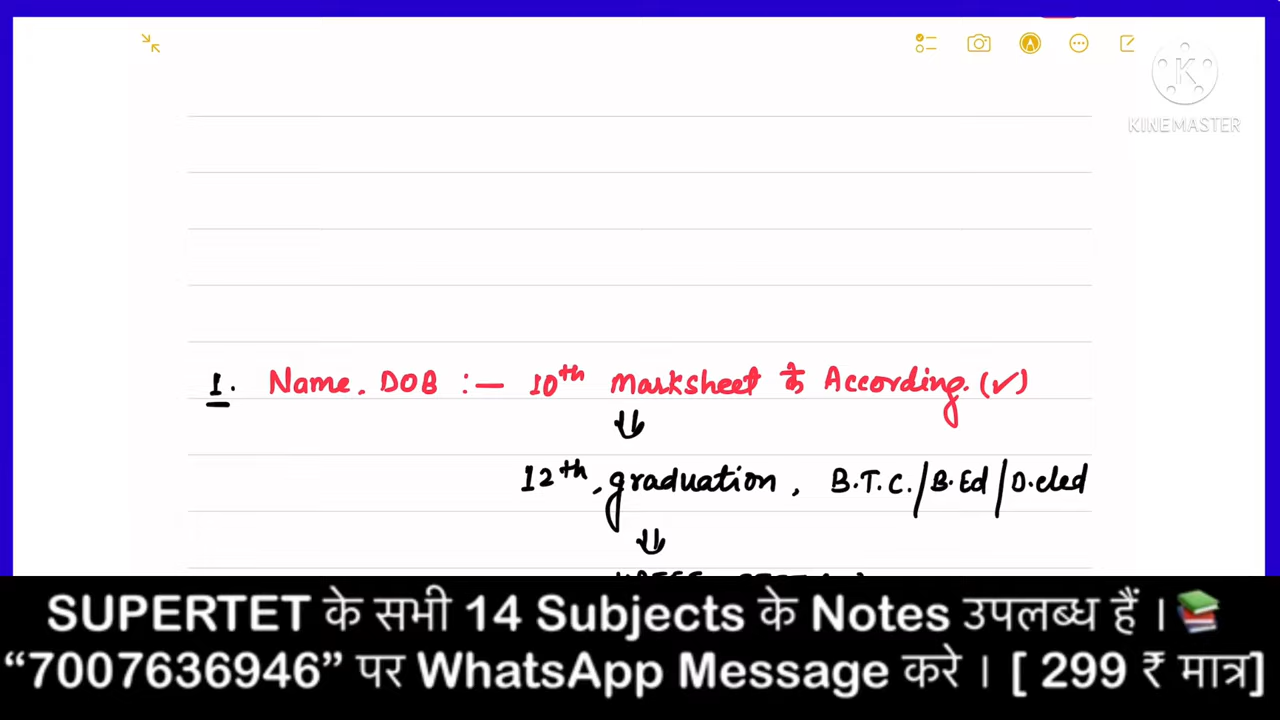 KINEMASTER
1. Name. DOB :- 10th Marksheet के According. (✓)
12th, graduation, B.T.C./B.Ed/D.eled
SUPERTET के सभी 14 Subjects के Notes उपलब्ध हैं ।📚
“7007636946” पर WhatsApp Message करे । [ 299 ₹ मात्र]